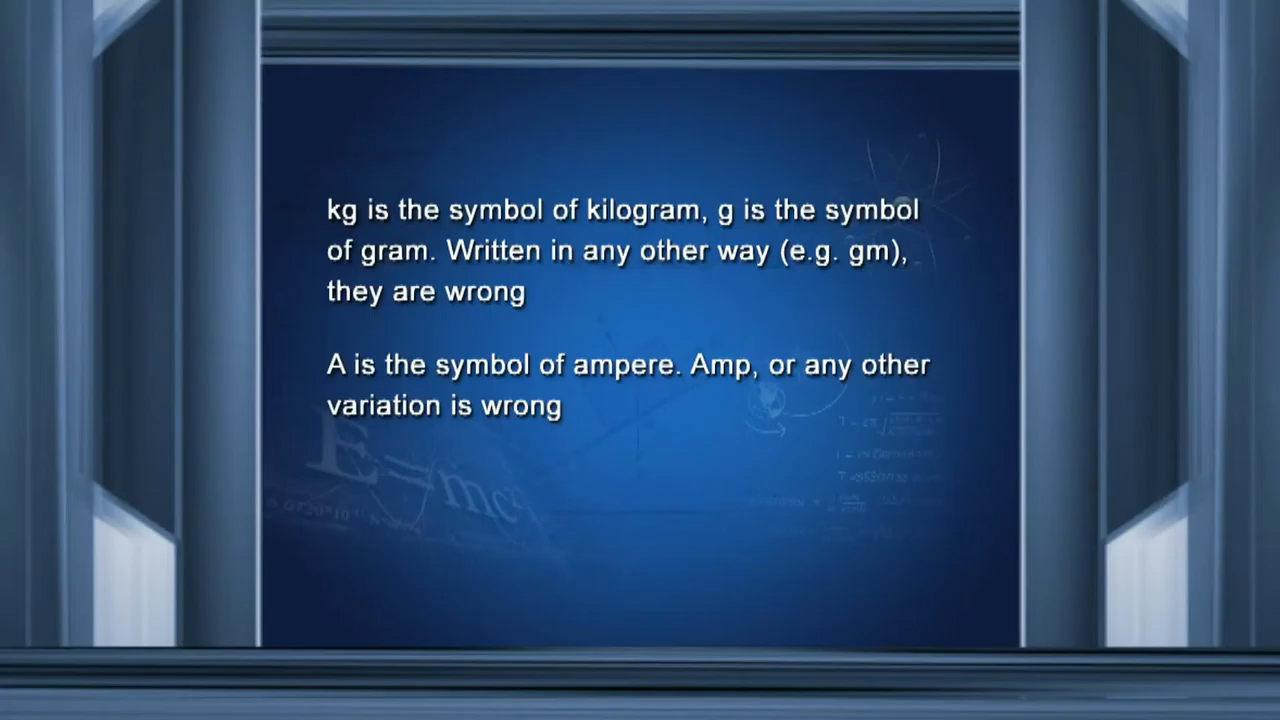 kg is the symbol of kilogram, g is the symbol
of gram. Written in any other way (e.g. gm),
they are wrong
A is the symbol of ampere. Amp, or any other
variation is wrong
E=mc²